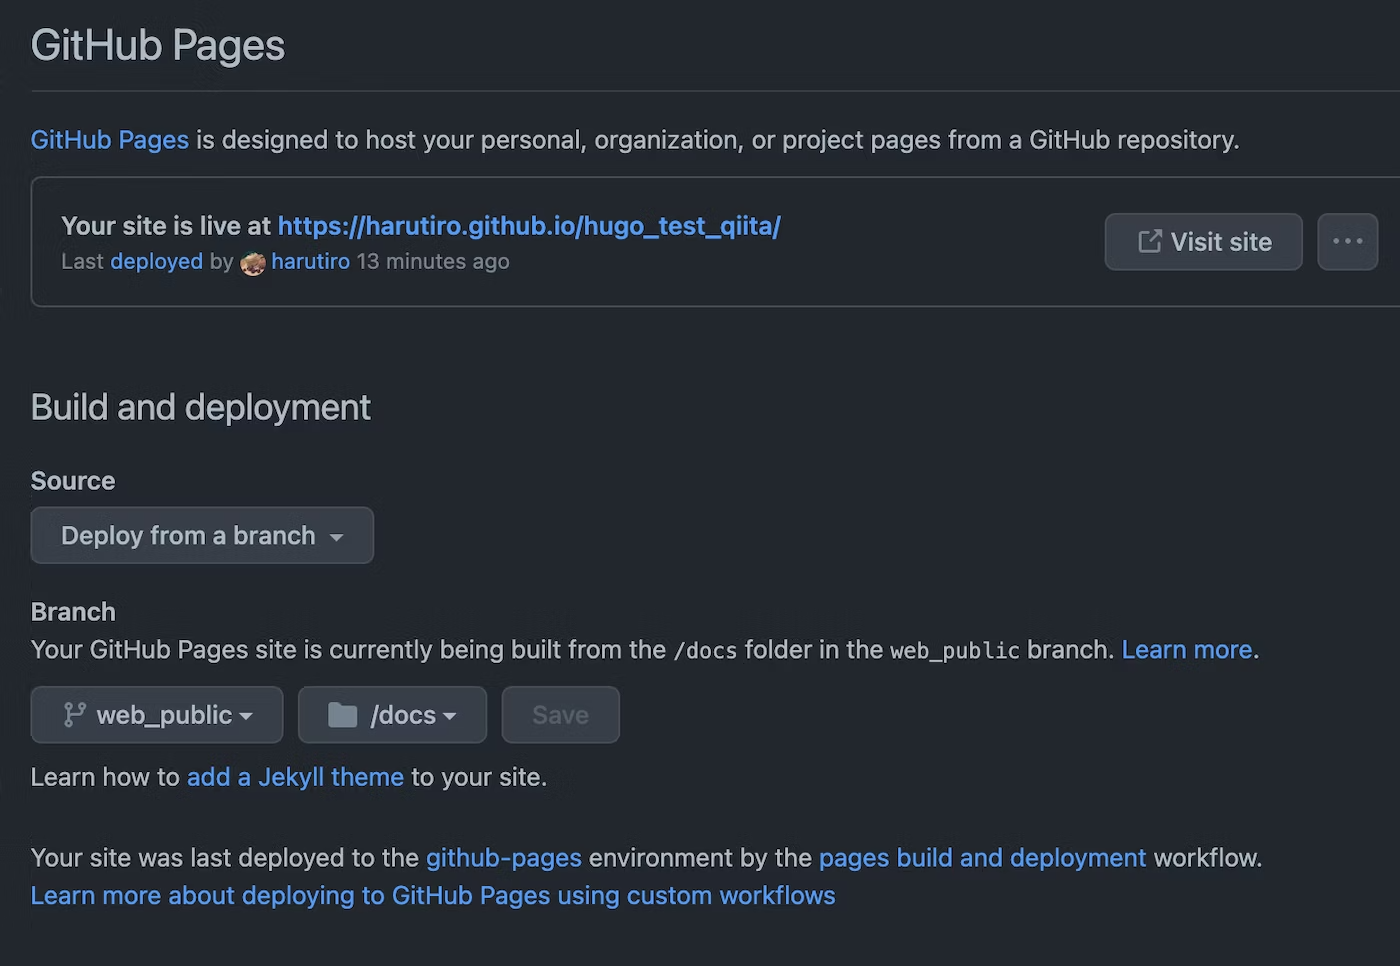 GitHub Pages
GitHub Pages is designed to host your personal, organization, or project pages from a GitHub repository.
Your site is live at https://harutiro.github.io/hugo_test_qiita/
Last deployed by harutiro 13 minutes ago
Visit site
Build and deployment
Source
Deploy from a branch
Branch
Your GitHub Pages site is currently being built from the /docs folder in the web_public branch. Learn more.
web_public /docs Save
Learn how to add a Jekyll theme to your site.
Your site was last deployed to the github-pages environment by the pages build and deployment workflow.
Learn more about deploying to GitHub Pages using custom workflows